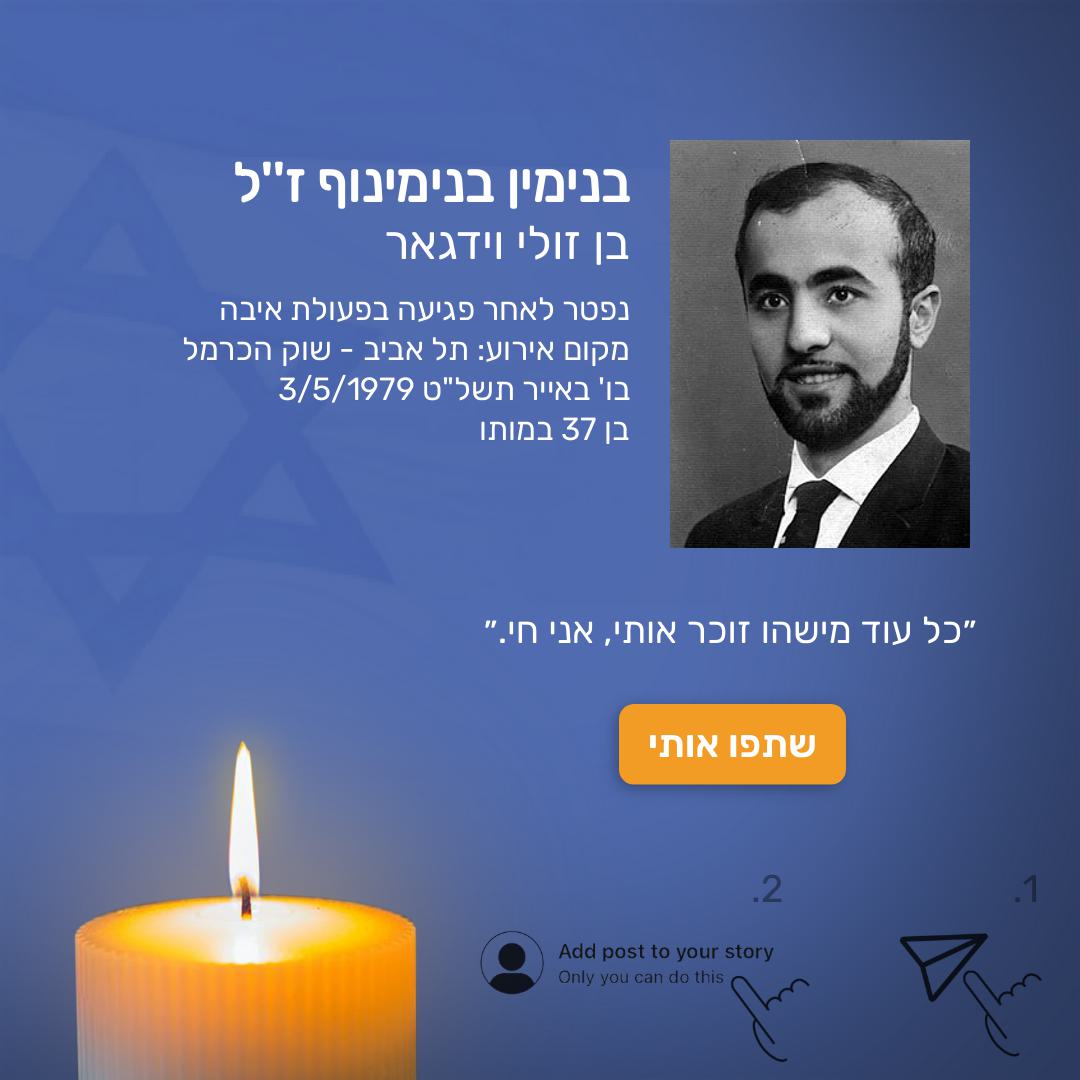 בנימין בנימינוף ז"ל
בן זולי וידגאר
נפטר לאחר פגיעה בפעולת איבה
מקום אירוע: תל אביב - שוק הכרמל
בו' באייר תשל"ט 3/5/1979
בן 37 במותו
״כל עוד מישהו זוכר אותי, אני חי.״
שתפו אותי
.1
.2
Add post to your story
Only you can do this